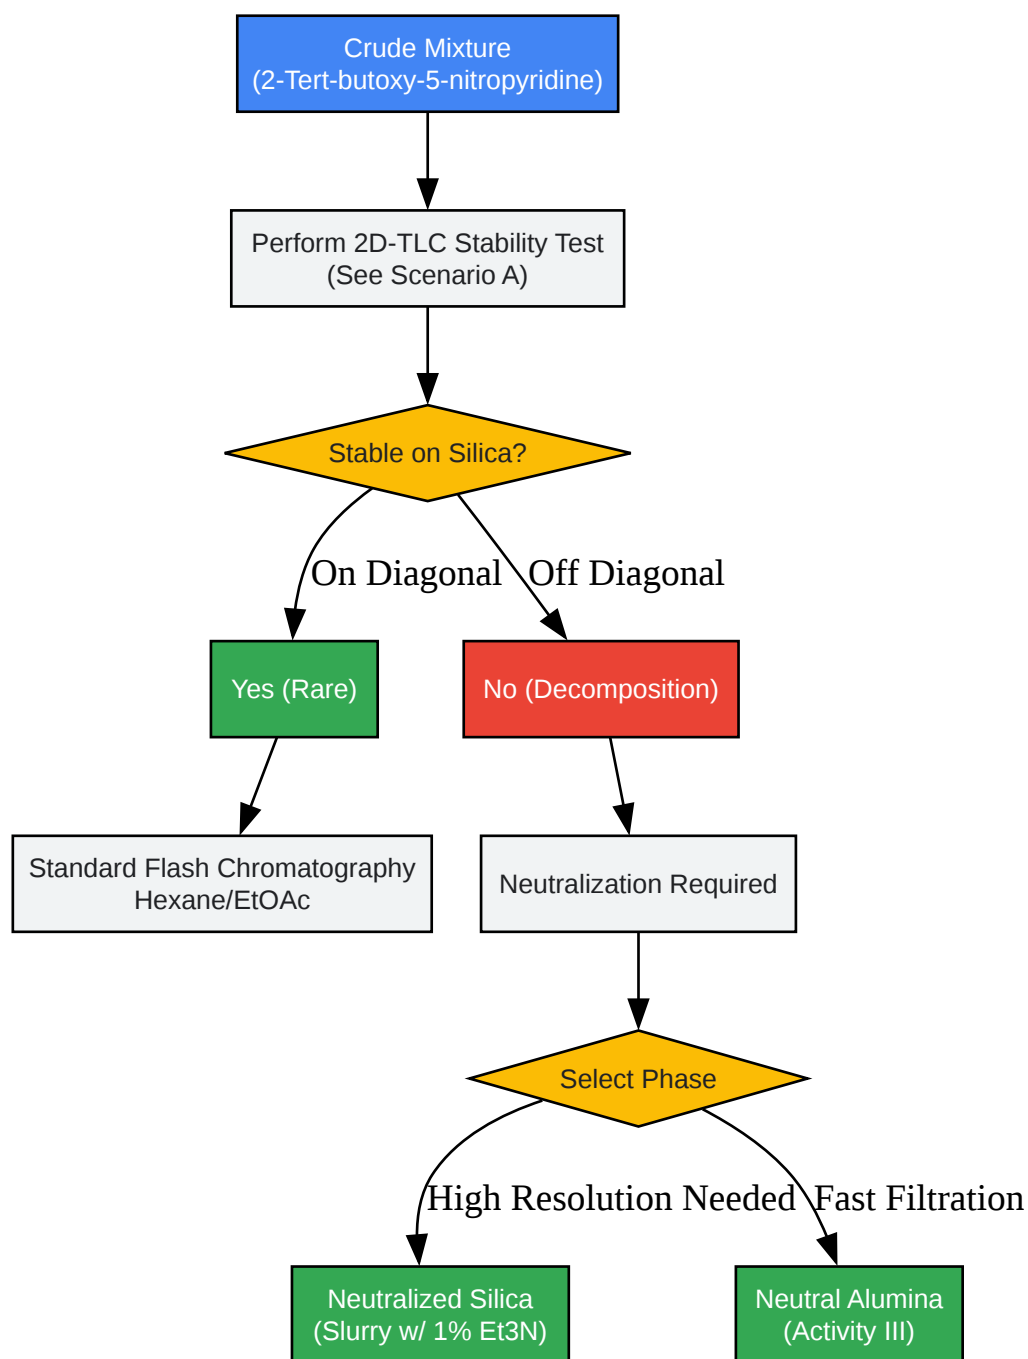 Crude Mixture
(2-Tert-butoxy-5-nitropyridine)
Perform 2D-TLC Stability Test
(See Scenario A)
Stable on Silica?
On Diagonal
Off Diagonal
Yes (Rare)
No (Decomposition)
Standard Flash Chromatography
Hexane/EtOAc
Neutralization Required
Select Phase
High Resolution Needed
Fast Filtration
Neutralized Silica
(Slurry w/ 1% Et3N)
Neutral Alumina
(Activity III)